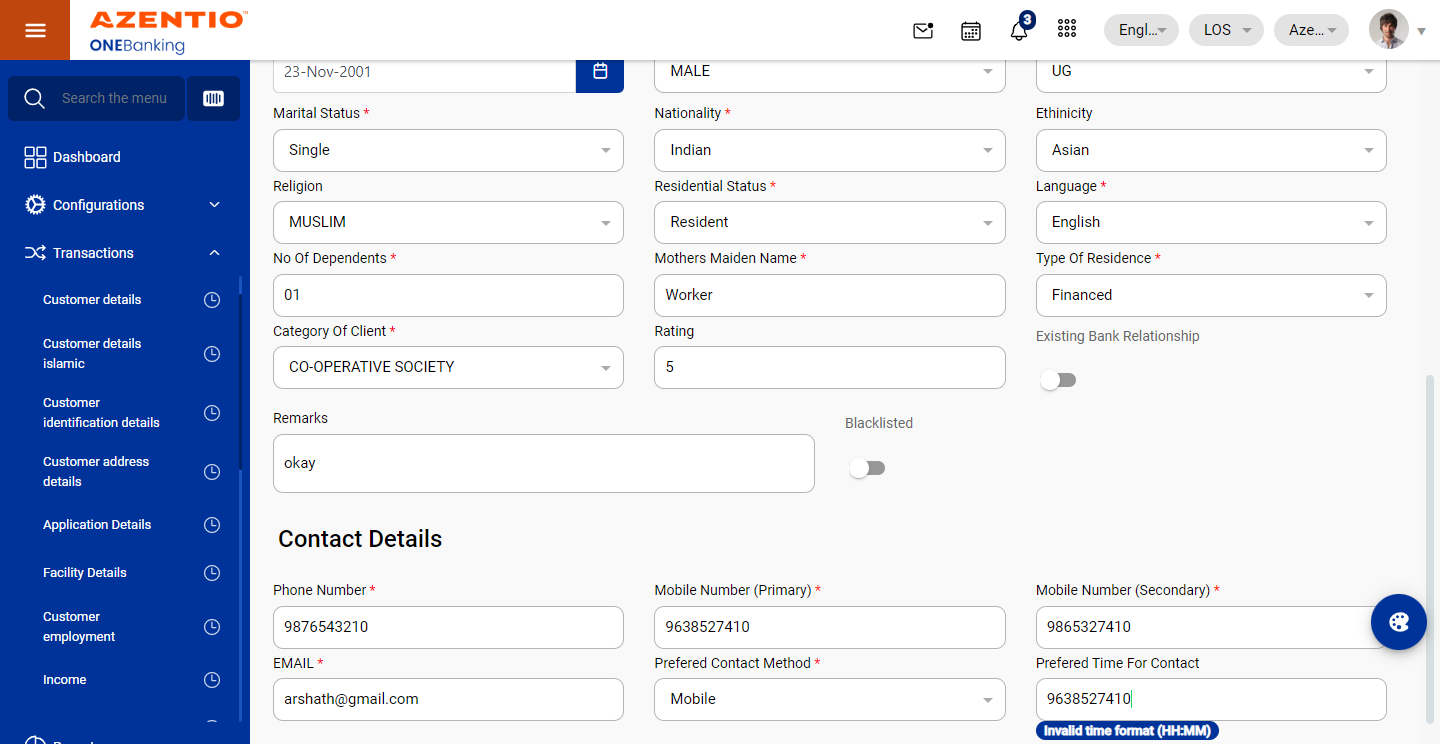 AZENTIO™
ONEBanking
3
Engl...
LOS
Aze...
Search the menu
Dashboard
Configurations
Transactions
Customer details
Customer details
islamic
Customer
identification details
Customer address
details
Application Details
Facility Details
Customer
employment
Income
23-Nov-2001
MALE
UG
Marital Status *
Nationality *
Ethinicity
Single
Indian
Asian
Religion
Residential Status *
Language *
MUSLIM
Resident
English
No Of Dependents *
Mothers Maiden Name *
Type Of Residence *
01
Worker
Financed
Category Of Client *
Rating
Existing Bank Relationship
CO-OPERATIVE SOCIETY
5
Remarks
Blacklisted
okay
Contact Details
Phone Number *
Mobile Number (Primary) *
Mobile Number (Secondary) *
9876543210
9638527410
9865327410
EMAIL *
Prefered Contact Method *
Prefered Time For Contact
arshath@gmail.com
Mobile
9638527410
Invalid time format (HH:MM)